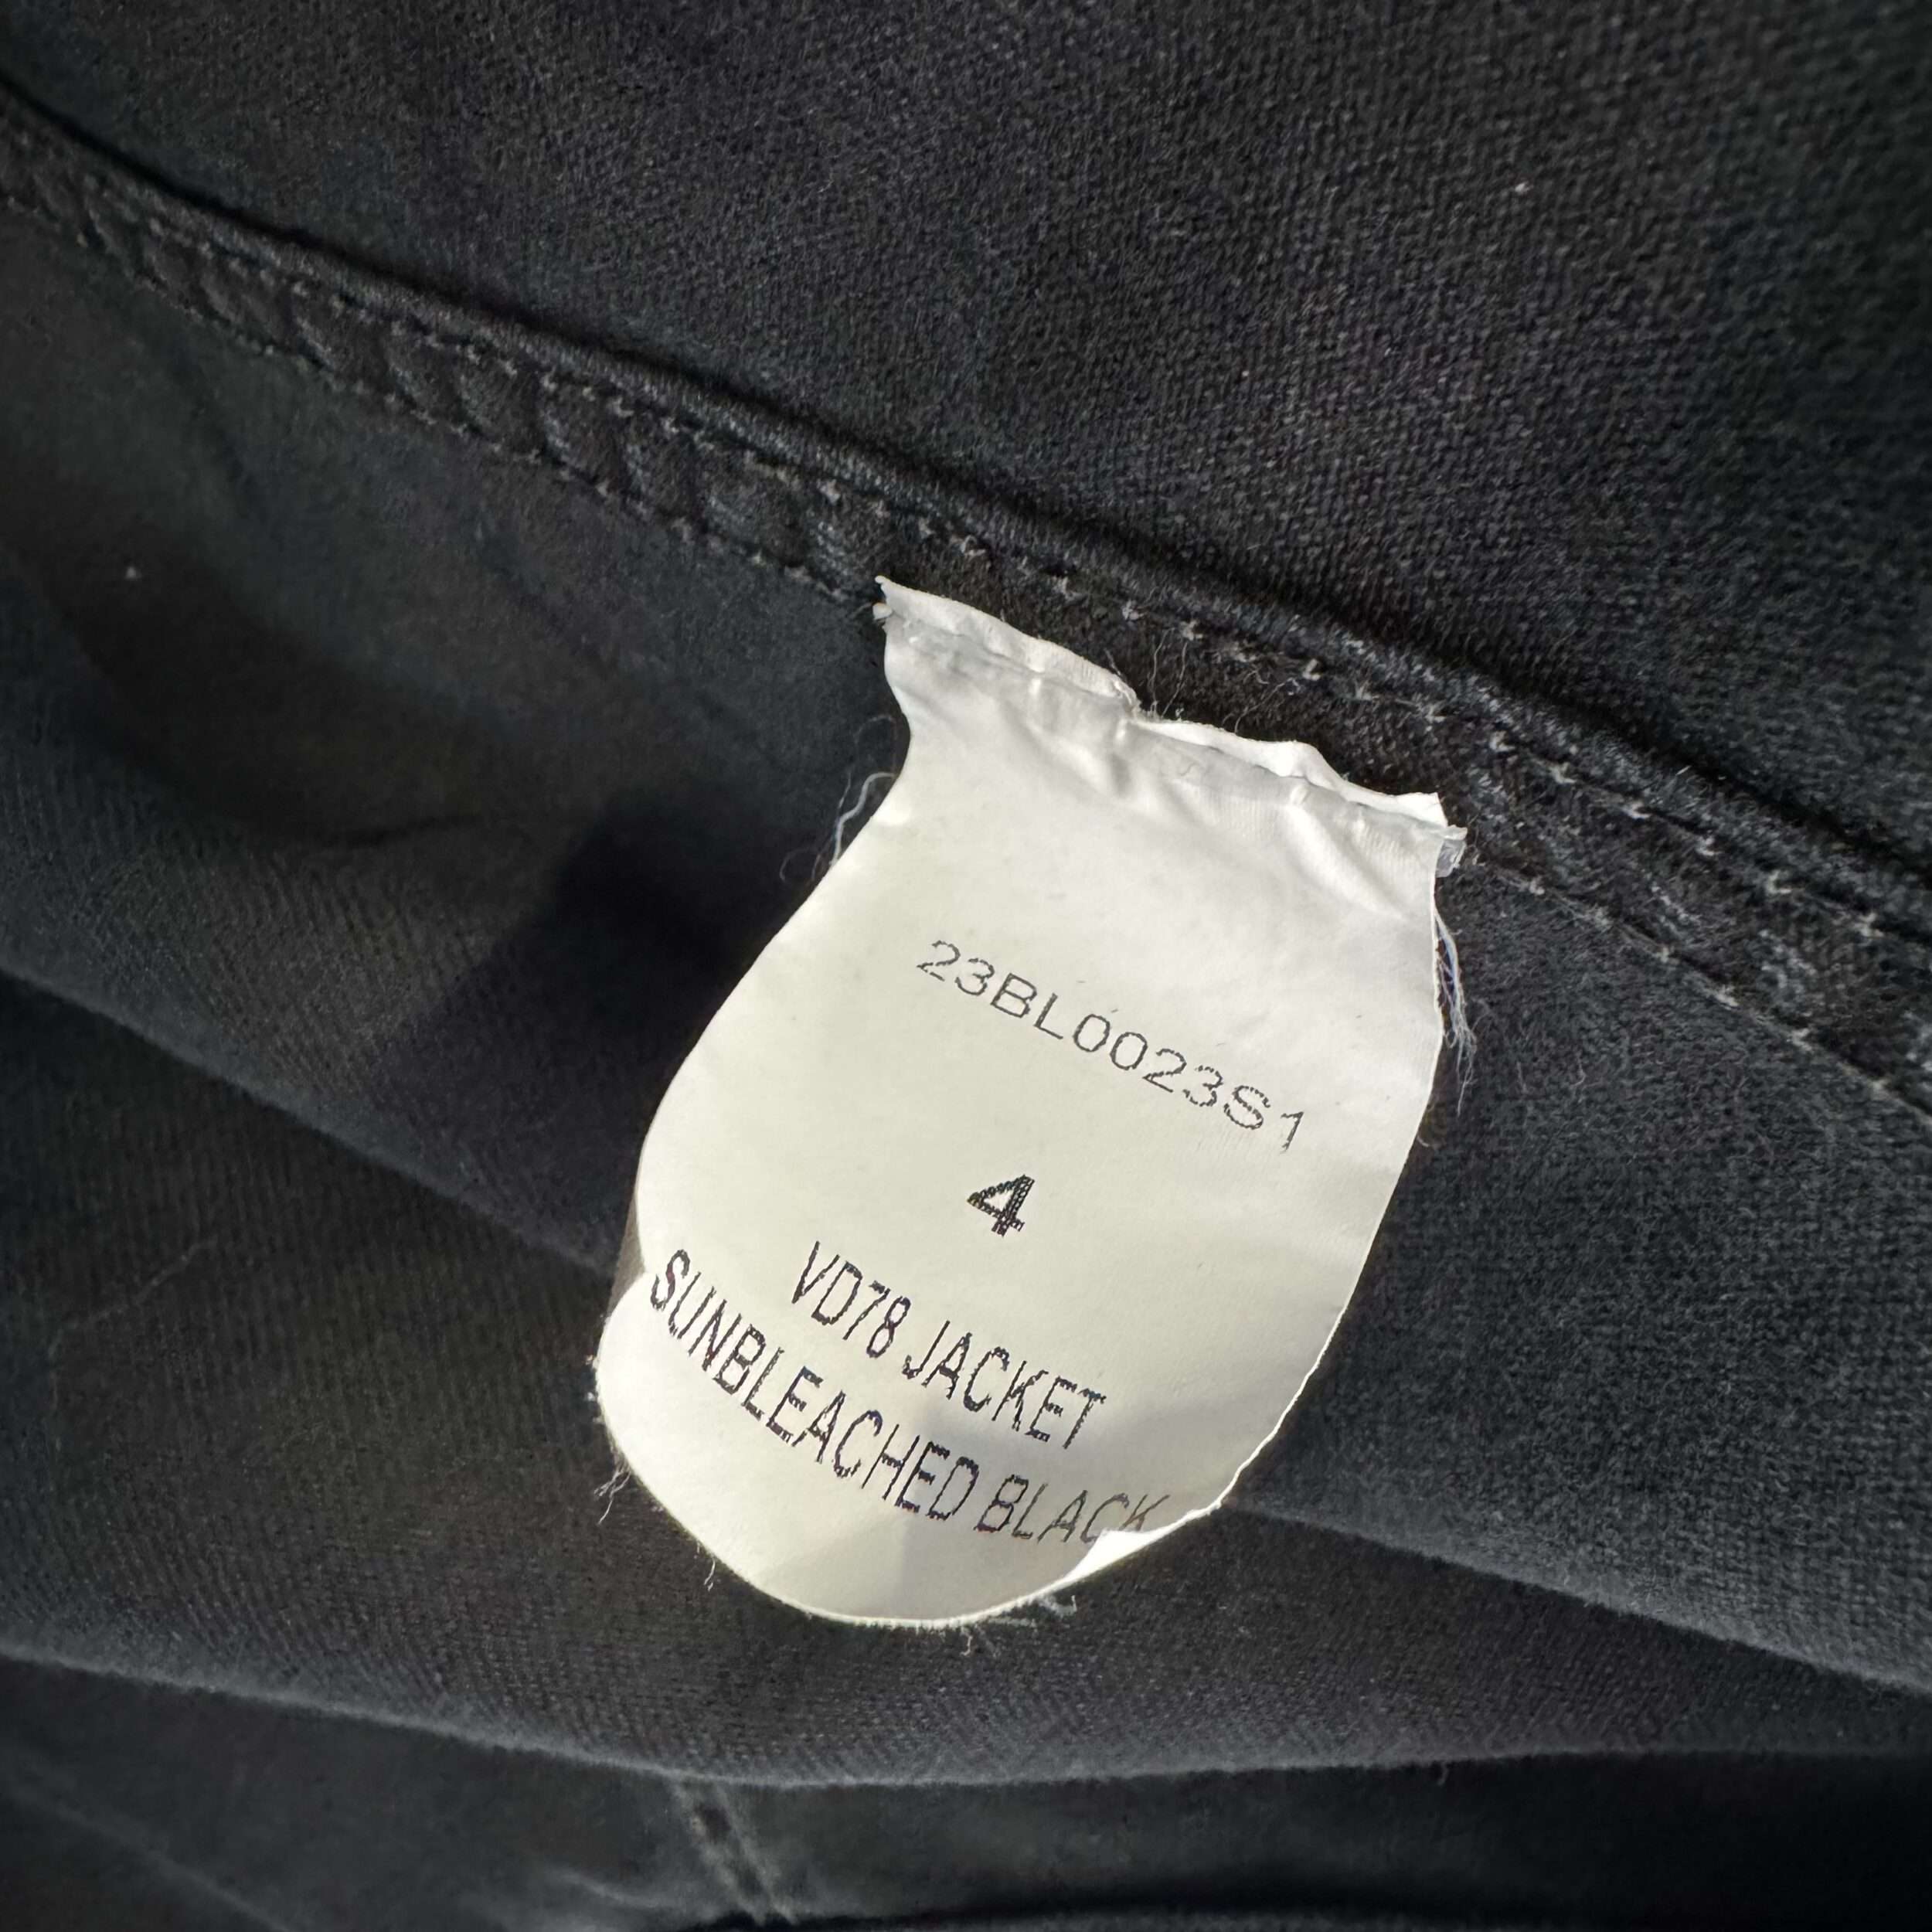 23BL0023S1
4
VD78 JACKET
SUNBLEACHED BLACK